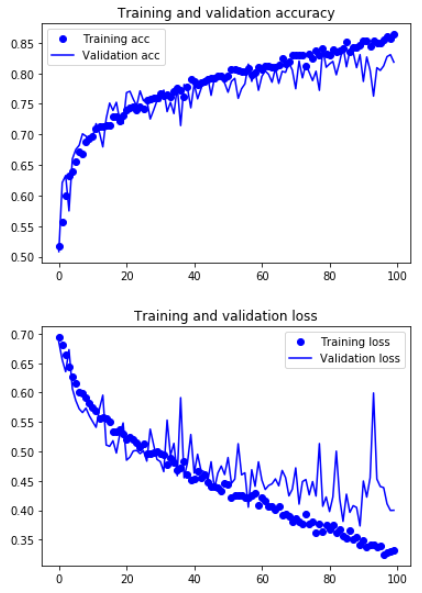 Training and validation accuracy
0.85
0.80
0.75
0.70
0.65
0.60
0.55
0.50
Training acc
Validation acc
0 20 40 60 80 100
Training and validation loss
0.70
0.65
0.60
0.55
0.50
0.45
0.40
0.35
Training loss
Validation loss
0 20 40 60 80 100